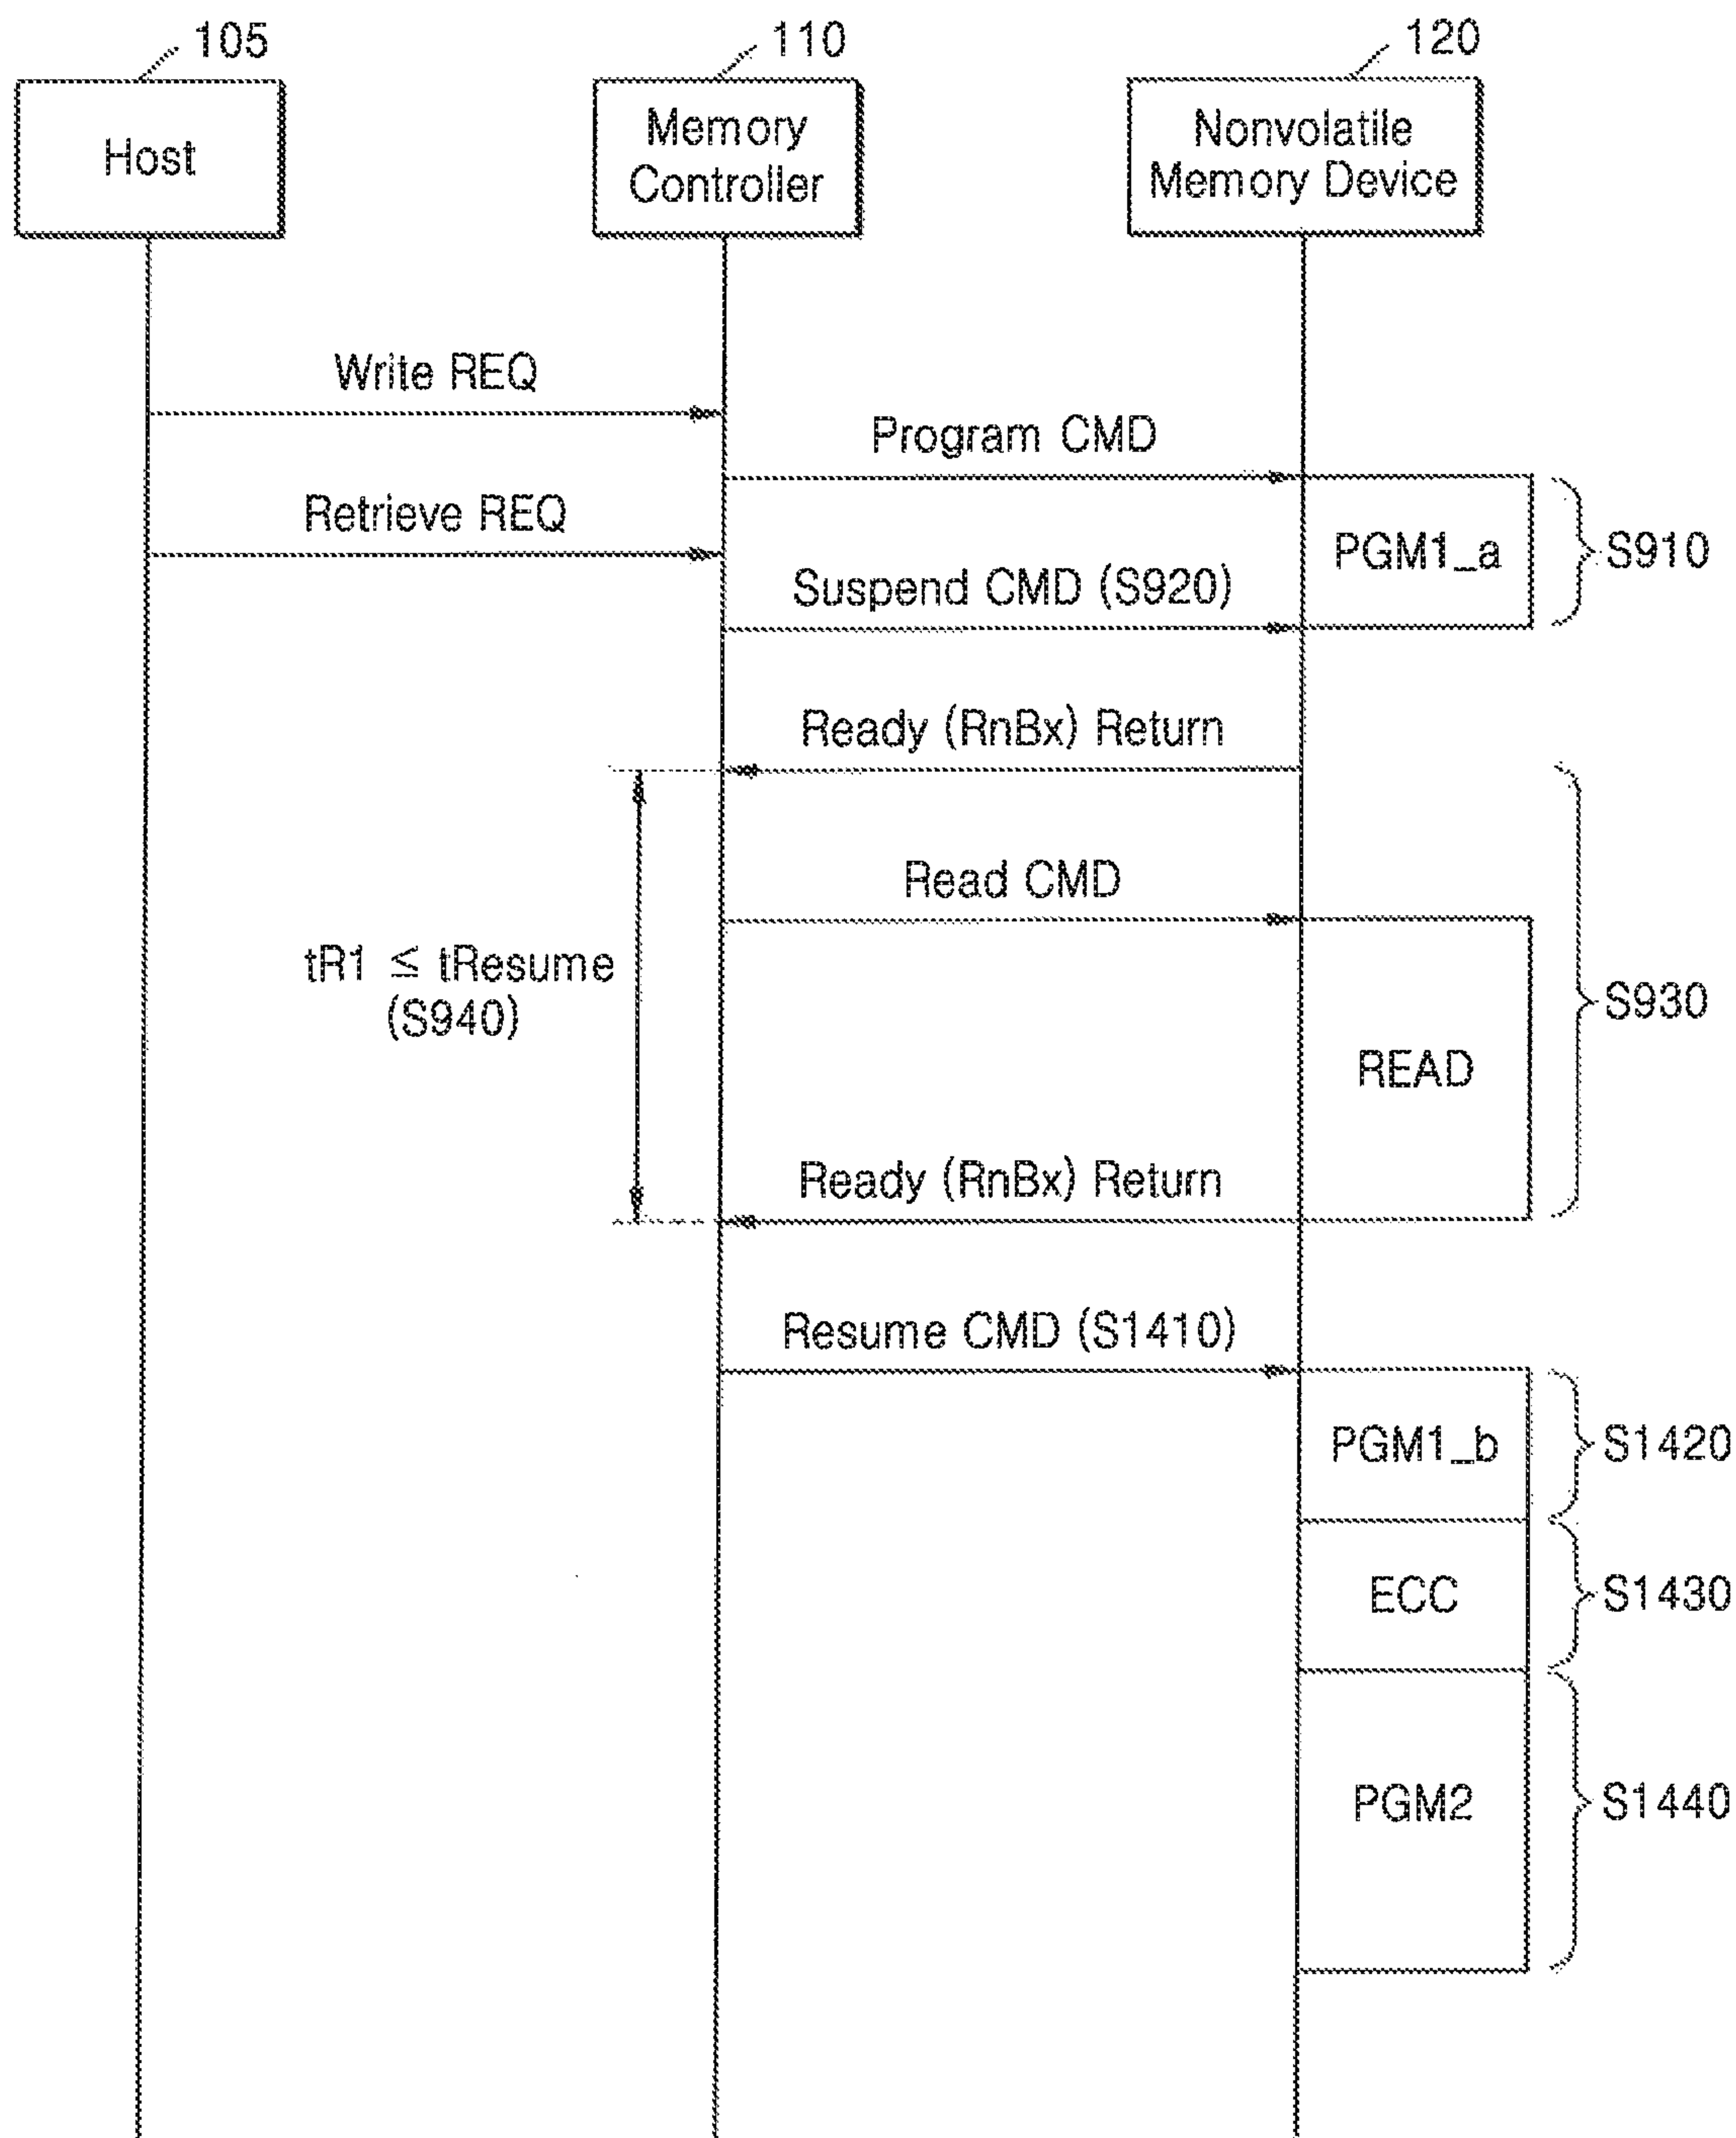 105
110
120
Host
Memory
Controller
Nonvolatile
Memory Device
Write REQ
Program CMD
Retrieve REQ
PGM1_a
S910
Suspend CMD (S920)
Ready (RnBx) Return
Read CMD
tR1 ≤ tResume
(S940)
S930
READ
Ready (RnBx) Return
Resume CMD (S1410)
PGM1_b
S1420
ECC
S1430
PGM2
S1440